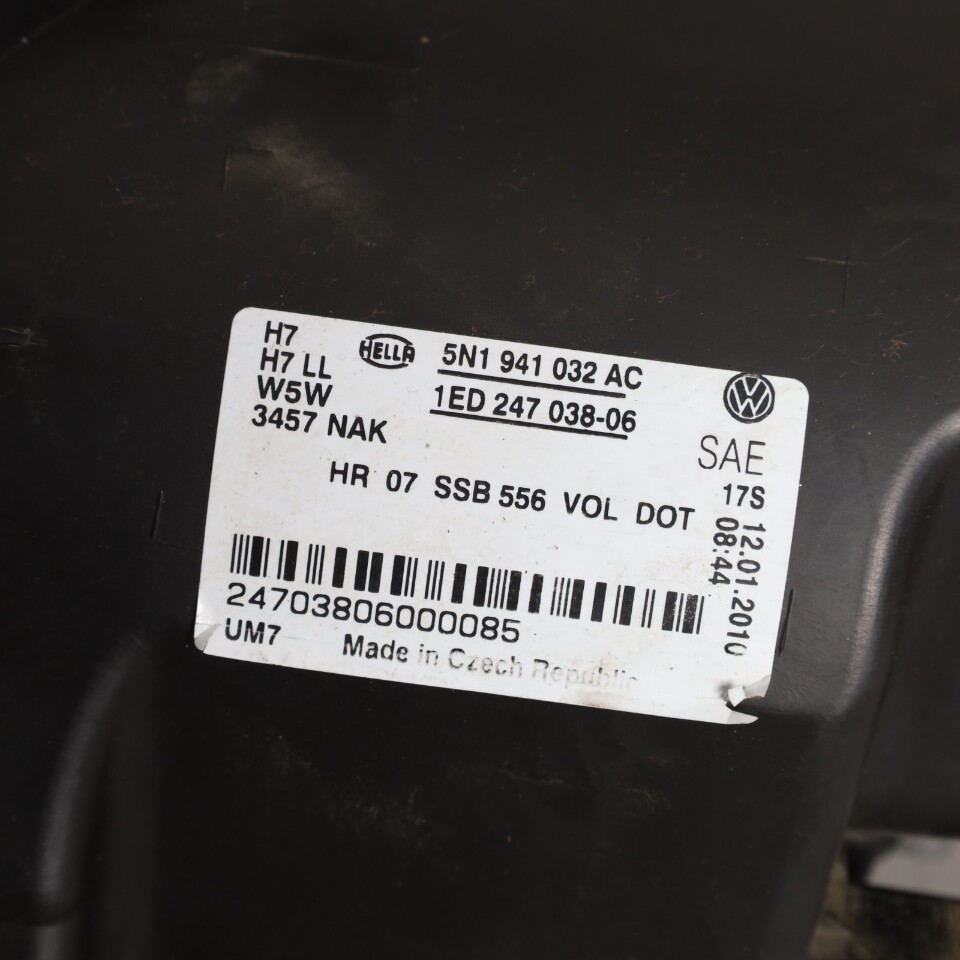 H7
H7 LL
W5W
3457 NAK
HELLA
5N1 941 032 AC
1ED 247 038-06
VW
SAE
HR 07 SSB 556 VOL DOT
17S 12.01.2010
08:44
24703806000085
UM7
Made in Czech Republic